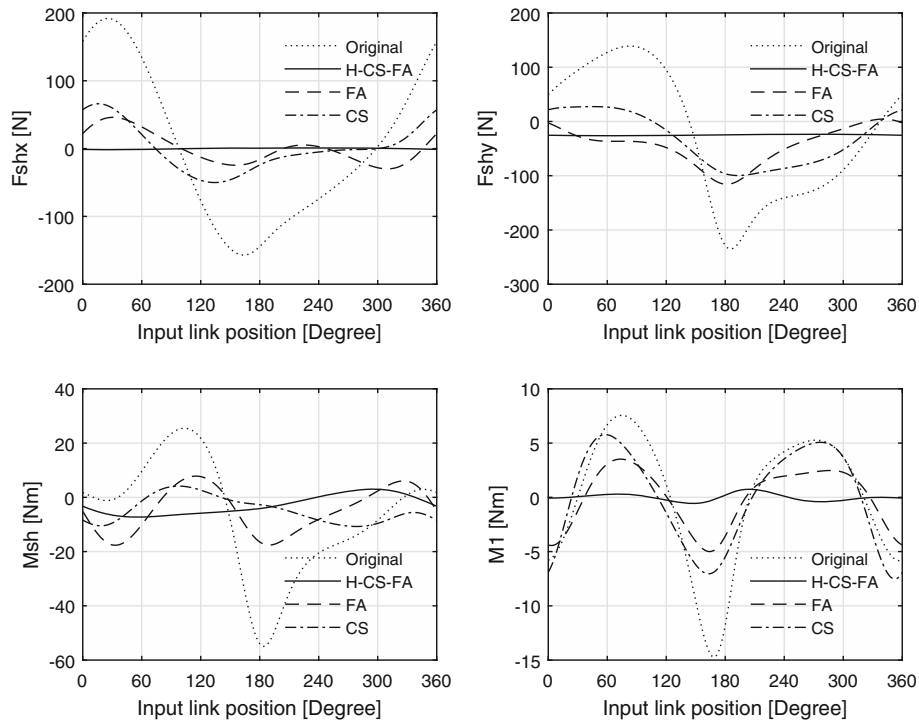 200
100
0
-100
-200
Fshx [N]
Original
H-CS-FA
FA
CS
0 60 120 180 240 300 360
Input link position [Degree]
200
100
0
-100
-200
-300
Fshy [N]
Original
H-CS-FA
FA
CS
0 60 120 180 240 300 360
Input link position [Degree]
40
20
0
-20
-40
-60
Msh [Nm]
Original
H-CS-FA
FA
CS
0 60 120 180 240 300 360
Input link position [Degree]
10
5
0
-5
-10
-15
M1 [Nm]
Original
H-CS-FA
FA
CS
0 60 120 180 240 300 360
Input link position [Degree]